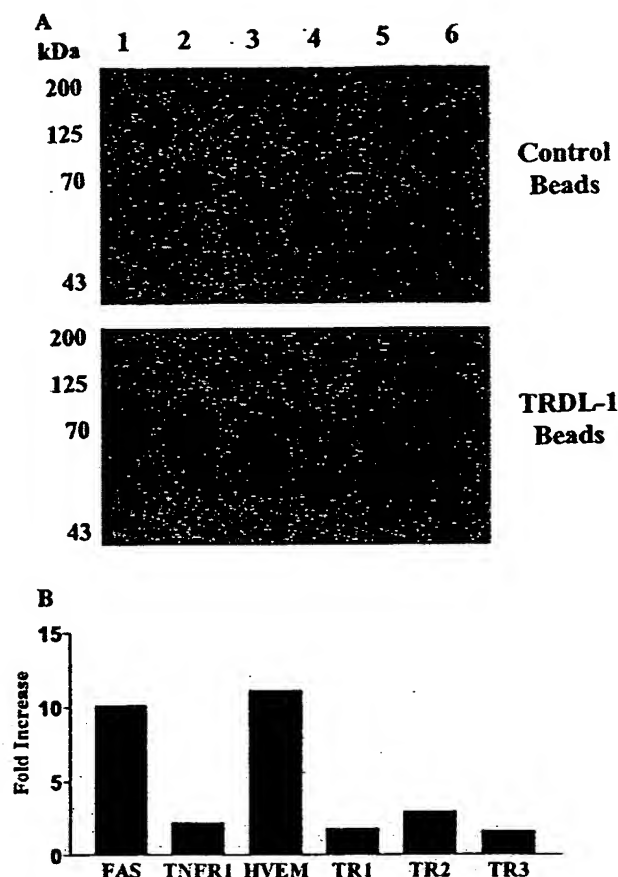 A
kDa 1 2 3 4 5 6
200
125
70
43
Control
Beads
200
125
70
43
TRDL-1
Beads
B
Fold Increase
15
10
5
0
FAS TNFR1 HVEM TR1 TR2 TR3